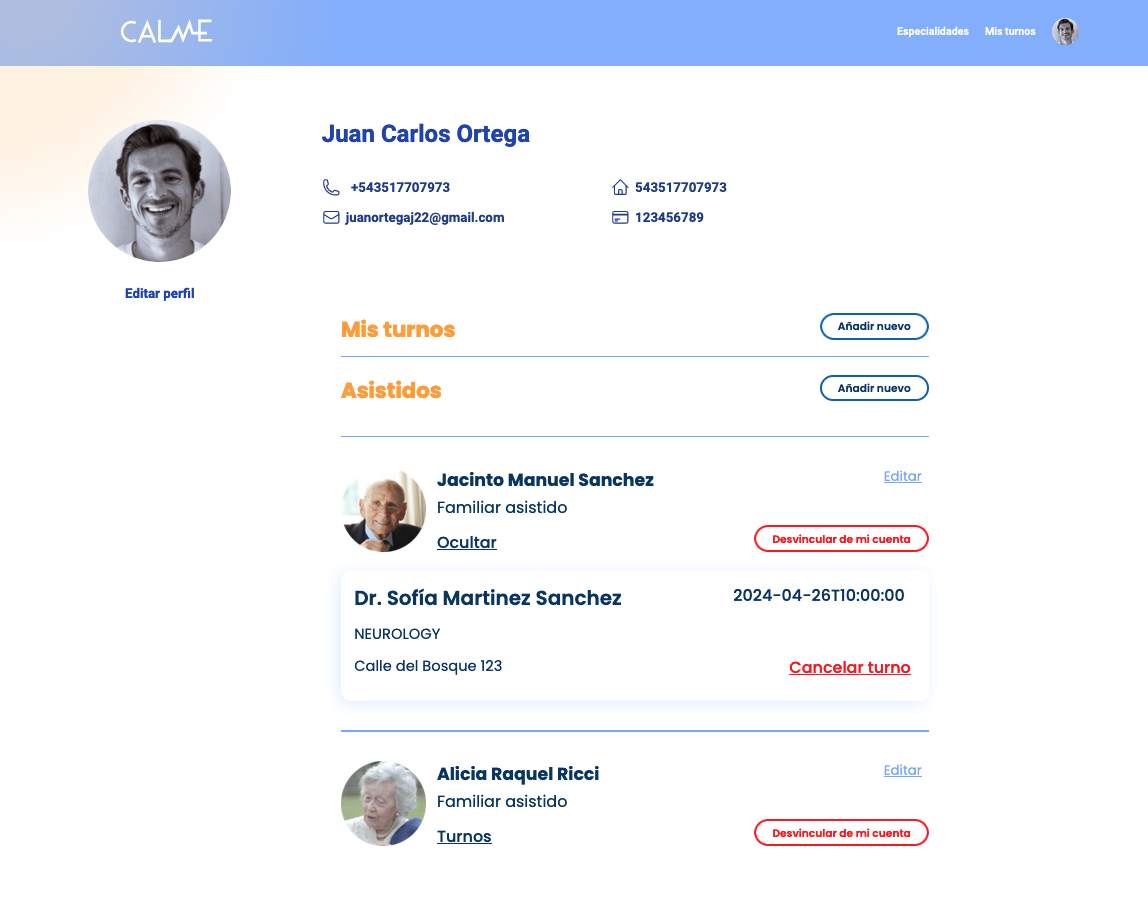 CALME
Especialidades Mis turnos
Juan Carlos Ortega
+543517707973 543517707973
juanortegaj22@gmail.com 123456789
Editar perfil
Mis turnos Añadir nuevo
Asistidos Añadir nuevo
Jacinto Manuel Sanchez Editar
Familiar asistido
Ocultar Desvincular de mi cuenta
Dr. Sofía Martinez Sanchez 2024-04-26T10:00:00
NEUROLOGY
Calle del Bosque 123 Cancelar turno
Alicia Raquel Ricci Editar
Familiar asistido
Turnos Desvincular de mi cuenta